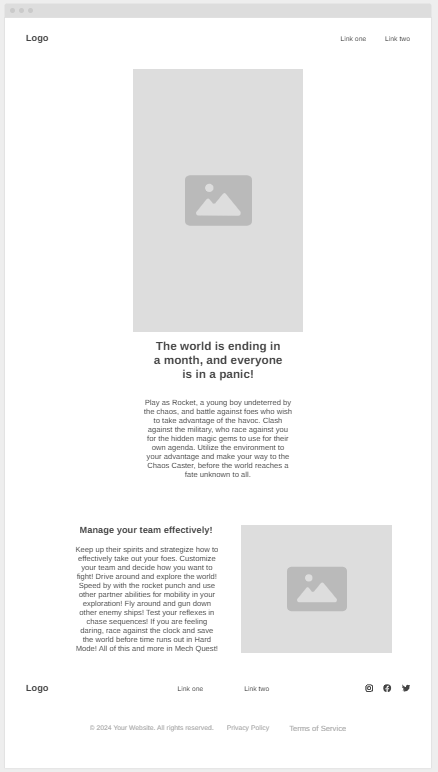 Logo
Link one Link two
The world is ending in
a month, and everyone
is in a panic!
Play as Rocket, a young boy undeterred by
the chaos, and battle against foes who wish
to take advantage of the havoc. Clash
against the military, who race against you
for the hidden magic gems to use for their
own agenda. Utilize the environment to
your advantage and make your way to the
Chaos Caster, before the world reaches a
fate unknown to all.
Manage your team effectively!
Keep up their spirits and strategize how to
effectively take out your foes. Customize
your team and decide how you want to
fight! Drive around and explore the world!
Speed by with the rocket punch and use
other partner abilities for mobility in your
exploration! Fly around and gun down
other enemy ships! Test your reflexes in
chase sequences! If you are feeling
daring, race against the clock and save
the world before time runs out in Hard
Mode! All of this and more in Mech Quest!
Logo
Link one Link two
© 2024 Your Website. All rights reserved. Privacy Policy Terms of Service